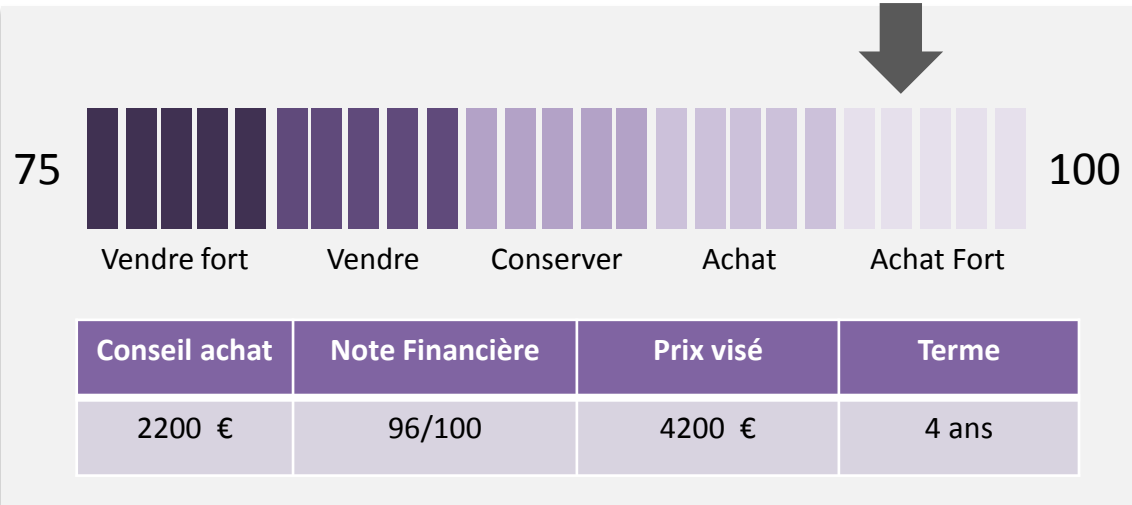 75
100
Vendre fort Vendre Conserver Achat Achat Fort
Conseil achat Note Financière Prix visé Terme
2200 € 96/100 4200 € 4 ans